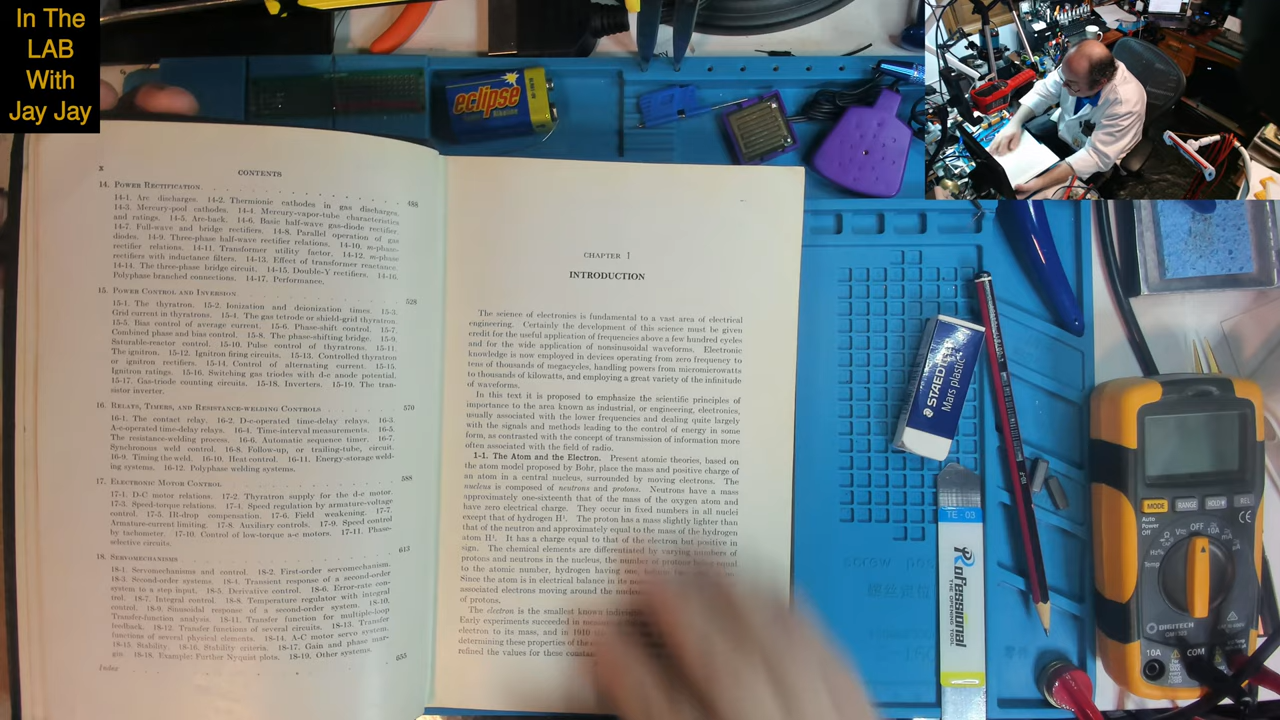 In The
LAB
With
Jay Jay
eclipse
x
CONTENTS
14. POWER RECTIFICATION
488
14-1. Arc discharges. 14-2. Thermionic cathodes in gas discharges.
14-3. Mercury-pool cathodes. 14-4. Mercury-vapor-tube characteristics
and ratings. 14-5. Arc-back. 14-6. Basic half-wave gas-diode rectifier.
14-7. Full-wave and bridge rectifiers. 14-8. Parallel operation of gas
diodes. 14-9. Three-phase half-wave rectifier relations. 14-10. m-phase
rectifier relations. 14-11. Transformer utility factor. 14-12. m-phase
rectifiers with inductance filters. 14-13. Effect of transformer reactance.
14-14. The three-phase bridge circuit. 14-15. Double-Y rectifiers. 14-16.
Polyphase branched connections. 14-17. Performance.
15. POWER CONTROL AND INVERSION
528
15-1. The thyratron. 15-2. Ionization and deionization times. 15-3.
Grid current in thyratrons. 15-4. The gas tetrode or shield-grid thyratron.
15-5. Bias control of average current. 15-6. Phase-shift control. 15-7.
Combined phase and bias control. 15-8. The phase-shifting bridge. 15-9.
Saturable-reactor control. 15-10. Pulse control of thyratrons. 15-11.
The ignitron. 15-12. Ignitron firing circuits. 15-13. Controlled thyratron
or ignitron rectifiers. 15-14. Control of alternating current. 15-15.
Ignitron ratings. 15-16. Switching gas triodes with d-c anode potential.
15-17. Gas-triode counting circuits. 15-18. Inverters. 15-19. The tran-
sistor inverter.
16. RELAYS, TIMERS, AND RESISTANCE-WELDING CONTROLS
570
16-1. The contact relay. 16-2. D-c-operated time-delay relays. 16-3.
A-c-operated time-delay relays. 16-4. Time-interval measurements. 16-5.
The resistance-welding process. 16-6. Automatic sequence timer. 16-7.
Synchronous weld control. 16-8. Follow-up, or trailing-tube, circuit.
16-9. Timing the weld. 16-10. Heat control. 16-11. Energy-storage weld-
ing systems. 16-12. Polyphase welding systems.
17. ELECTRONIC MOTOR CONTROL
588
17-1. D-C motor relations. 17-2. Thyratron supply for the d-c motor.
17-3. Speed-torque relations. 17-4. Speed regulation by armature-voltage
control. 17-5. IR-drop compensation. 17-6. Field weakening. 17-7.
Armature-current limiting. 17-8. Auxiliary controls. 17-9. Speed control
by tachometer. 17-10. Control of low-torque a-c motors. 17-11. Phase-
selective circuits.
18. SERVOMECHANISMS
613
18-1. Servomechanisms and control. 18-2. First-order servomechanism.
18-3. Second-order systems. 18-4. Transient response of a second-order
system to a step input. 18-5. Derivative control. 18-6. Error-rate con-
trol. 18-7. Integral control. 18-8. Temperature regulator with integral
control. 18-9. Sinusoidal response of a second-order system. 18-10.
Transfer-function analysis. 18-11. Transfer function for multiple-loop
feedback. 18-12. Transfer functions of several circuits. 18-13. Transfer
functions of several physical elements. 18-14. A-C motor servo system.
18-15. Stability. 18-16. Stability criteria. 18-17. Gain and phase mar-
gin. 18-18. Example: Further Nyquist plots. 18-19. Other systems.
Index
655
CHAPTER 1
INTRODUCTION
The science of electronics is fundamental to a vast area of electrical
engineering. Certainly the development of this science must be given
credit for the useful application of frequencies above a few hundred cycles
and for the wide application of nonsinusoidal waveforms. Electronic
knowledge is now employed in devices operating from zero frequency to
tens of thousands of megacycles, handling powers from micromicrowatts
to thousands of kilowatts, and employing a great variety of the infinitude
of waveforms.
In this text it is proposed to emphasize the scientific principles of
importance to the area known as industrial, or engineering, electronics,
usually associated with the lower frequencies and dealing quite largely
with the signals and methods leading to the control of energy in some
form, as contrasted with the concept of transmission of information more
often associated with the field of radio.
1-1. The Atom and the Electron. Present atomic theories, based on
the atom model proposed by Bohr, place the mass and positive charge of
an atom in a central nucleus, surrounded by moving electrons. The
nucleus is composed of neutrons and protons. Neutrons have a mass
approximately one-sixteenth that of the mass of the oxygen atom and
have zero electrical charge. They occur in fixed numbers in all nuclei
except that of hydrogen H¹. The proton has a mass slightly lighter than
that of the neutron and approximately equal to the mass of the hydrogen
atom H¹. It has a charge equal to that of the electron but positive in
sign. The chemical elements are differentiated by varying numbers of
protons and neutrons in the nucleus, the number of protons being equal
to the atomic number, hydrogen having one,
Since the atom is in electrical balance in its
associated electrons moving around the
of protons.
The electron is the smallest known
Early experiments succeeded in
electron to its mass, and in 1910
determining these properties of the
refined the values for these
STAEDTLER
Mars plastic
TE-03
Professional
THE OPENING TOOL
screw pos
MODE
RANGE
HOLD
REL
Auto
Power
Off
OFF
Hz%
Temp
DIGITECH
10A
COM